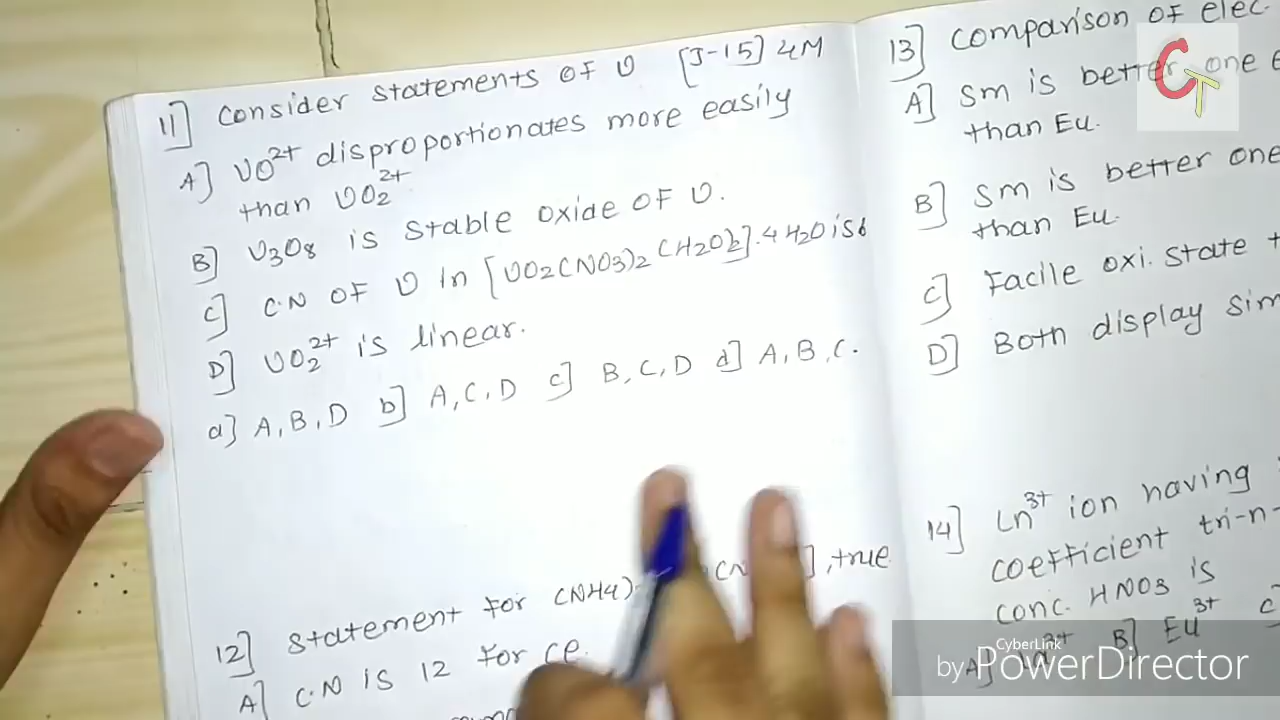 11] Consider statements of U [J-15] 4M
A] UO²⁺ disproportionates more easily
than UO₂²⁺
B] U₃O₈ is stable oxide of U.
C] C.N of U in [UO₂(NO₃)₂(H₂O)₂].4H₂O is 6
D] UO₂²⁺ is linear.
a] A, B, D b] A, C, D c] B, C, D d] A, B, C.
12] Statement for (NH4) , true
A] C.N is 12 for Ce.
13] Comparison of elec.
A] Sm is better one
than Eu.
B] Sm is better one
than Eu.
C] Facile oxi. state
D] Both display
14] Ln³⁺ ion having
coefficient tri-n-
conc. HNO3 is
A] B] Eu³⁺
CT
CyberLink
by PowerDirector